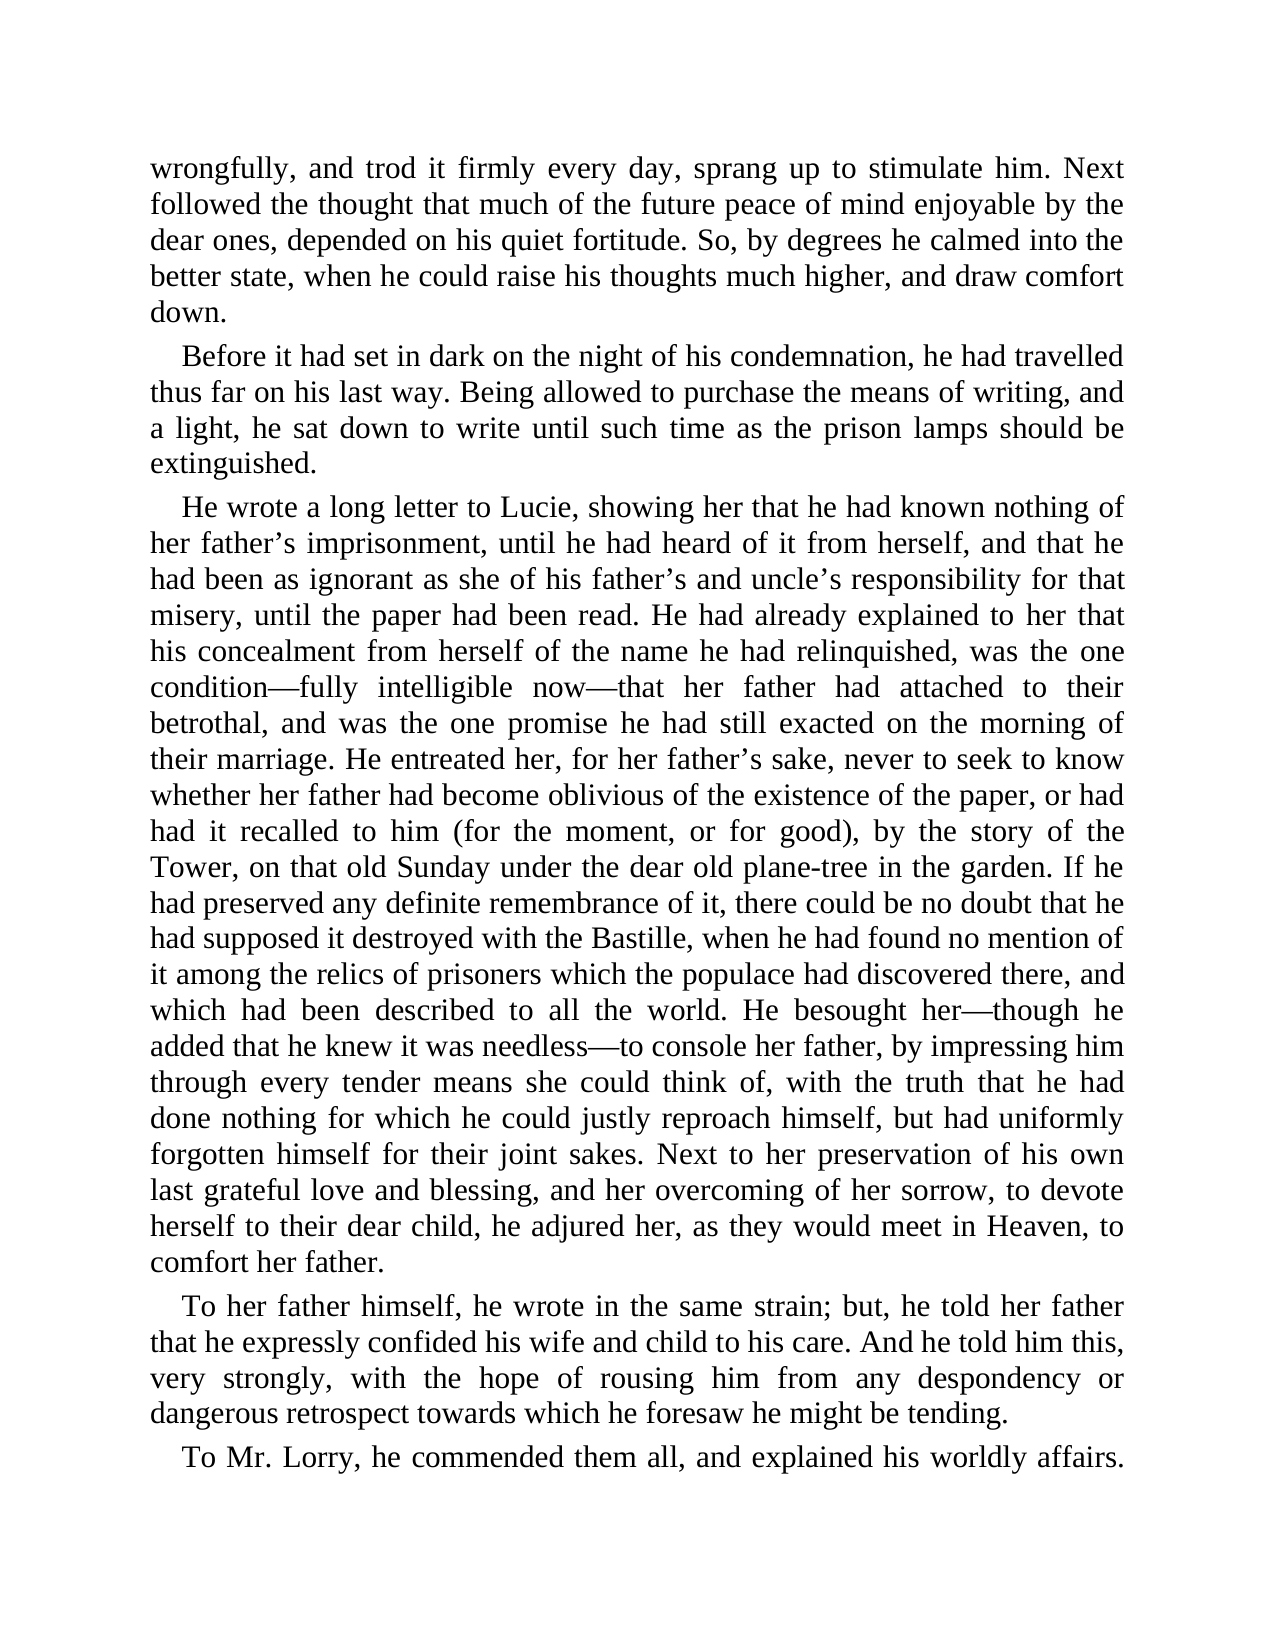 wrongfully, and trod it firmly every day, sprang up to stimulate him. Next
followed the thought that much of the future peace of mind enjoyable by the
dear ones, depended on his quiet fortitude. So, by degrees he calmed into the
better state, when he could raise his thoughts much higher, and draw comfort
down.
Before it had set in dark on the night of his condemnation, he had travelled
thus far on his last way. Being allowed to purchase the means of writing, and
a light, he sat down to write until such time as the prison lamps should be
extinguished.
He wrote a long letter to Lucie, showing her that he had known nothing of
her father’s imprisonment, until he had heard of it from herself, and that he
had been as ignorant as she of his father’s and uncle’s responsibility for that
misery, until the paper had been read. He had already explained to her that
his concealment from herself of the name he had relinquished, was the one
condition—fully intelligible now—that her father had attached to their
betrothal, and was the one promise he had still exacted on the morning of
their marriage. He entreated her, for her father’s sake, never to seek to know
whether her father had become oblivious of the existence of the paper, or had
had it recalled to him (for the moment, or for good), by the story of the
Tower, on that old Sunday under the dear old plane-tree in the garden. If he
had preserved any definite remembrance of it, there could be no doubt that he
had supposed it destroyed with the Bastille, when he had found no mention of
it among the relics of prisoners which the populace had discovered there, and
which had been described to all the world. He besought her—though he
added that he knew it was needless—to console her father, by impressing him
through every tender means she could think of, with the truth that he had
done nothing for which he could justly reproach himself, but had uniformly
forgotten himself for their joint sakes. Next to her preservation of his own
last grateful love and blessing, and her overcoming of her sorrow, to devote
herself to their dear child, he adjured her, as they would meet in Heaven, to
comfort her father.
To her father himself, he wrote in the same strain; but, he told her father
that he expressly confided his wife and child to his care. And he told him this,
very strongly, with the hope of rousing him from any despondency or
dangerous retrospect towards which he foresaw he might be tending.
To Mr. Lorry, he commended them all, and explained his worldly affairs.